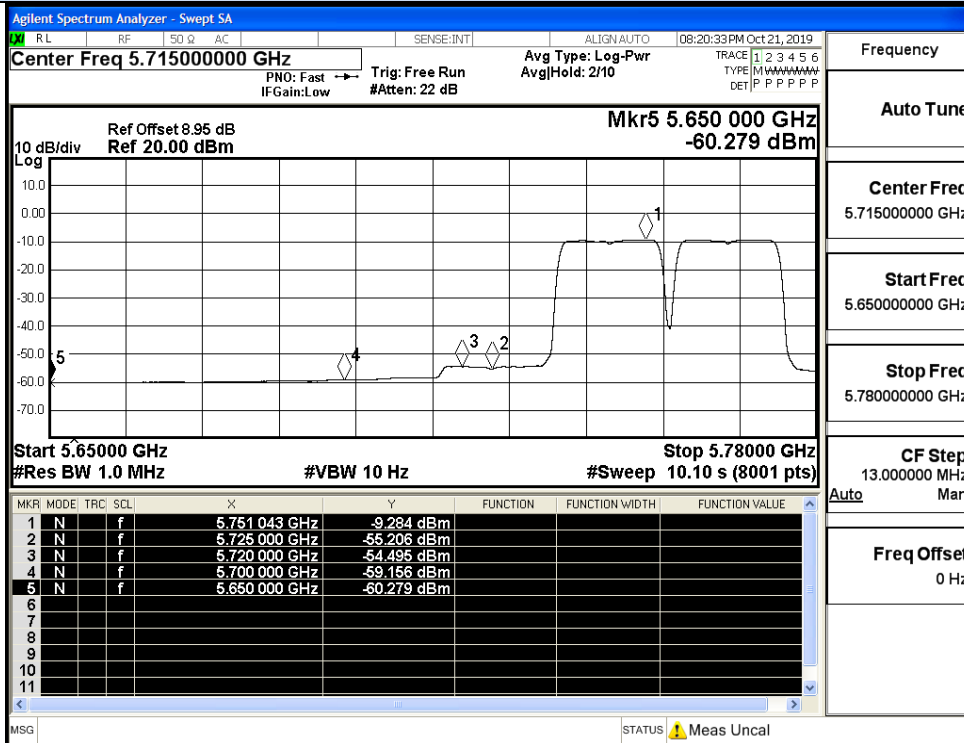 Agilent Spectrum Analyzer - Swept SA
LXI RL RF 50 Ω AC SENSE:INT ALIGN AUTO 08:20:33 PM Oct 21, 2019
Center Freq 5.715000000 GHz
PNO: Fast
IFGain:Low
Trig: Free Run
#Atten: 22 dB
Avg Type: Log-Pwr
Avg|Hold: 2/10
TRACE 1 2 3 4 5 6
TYPE M
DET P P P P P P
Mkr5 5.650 000 GHz
-60.279 dBm
10 dB/div
Log
Ref Offset 8.95 dB
Ref 20.00 dBm
10.0
0.00
-10.0
-20.0
-30.0
-40.0
-50.0
-60.0
-70.0
1
3
2
4
5
Start 5.65000 GHz
Stop 5.78000 GHz
#Res BW 1.0 MHz
#VBW 10 Hz
#Sweep 10.10 s (8001 pts)
MKR MODE TRC SCL X Y FUNCTION FUNCTION WIDTH FUNCTION VALUE
1 N f 5.751 043 GHz -9.284 dBm
2 N f 5.725 000 GHz -55.206 dBm
3 N f 5.720 000 GHz -54.495 dBm
4 N f 5.700 000 GHz -59.156 dBm
5 N f 5.650 000 GHz -60.279 dBm
6
7
8
9
10
11
MSG
STATUS Meas Uncal
Frequency
Auto Tune
Center Freq
5.715000000 GHz
Start Freq
5.650000000 GHz
Stop Freq
5.780000000 GHz
CF Step
13.000000 MHz
Auto Man
Freq Offset
0 Hz